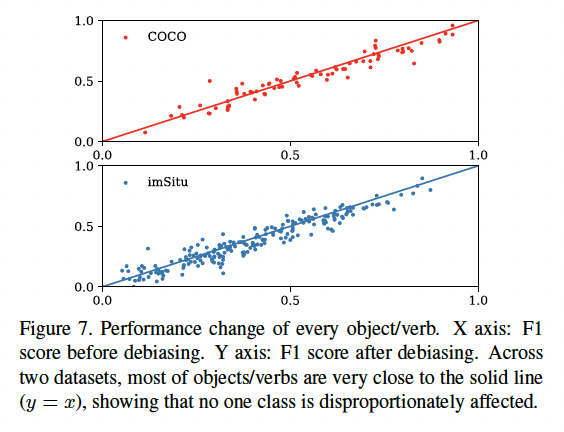 1.0
COCO
0.5
0.0
0.0 0.5 1.0
1.0
imSitu
0.5
0.0
0.0 0.5 1.0
Figure 7. Performance change of every object/verb. X axis: F1
score before debiasing. Y axis: F1 score after debiasing. Across
two datasets, most of objects/verbs are very close to the solid line
(y = x), showing that no one class is disproportionately affected.